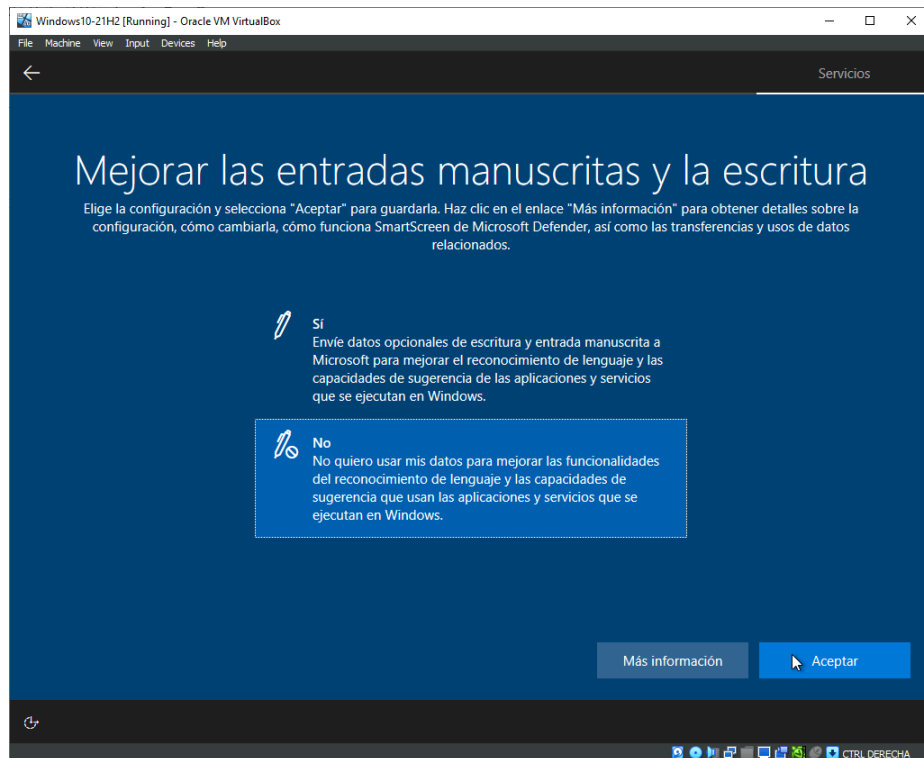 Windows10-21H2 [Running] - Oracle VM VirtualBox
File Machine View Input Devices Help
Servicios
Mejorar las entradas manuscritas y la escritura
Elige la configuración y selecciona "Aceptar" para guardarla. Haz clic en el enlace "Más información" para obtener detalles sobre la
configuración, cómo cambiarla, cómo funciona SmartScreen de Microsoft Defender, así como las transferencias y usos de datos
relacionados.
Sí
Envíe datos opcionales de escritura y entrada manuscrita a
Microsoft para mejorar el reconocimiento de lenguaje y las
capacidades de sugerencia de las aplicaciones y servicios
que se ejecutan en Windows.
No
No quiero usar mis datos para mejorar las funcionalidades
del reconocimiento de lenguaje y las capacidades de
sugerencia que usan las aplicaciones y servicios que se
ejecutan en Windows.
Más información
Aceptar
CTRL DERECHA